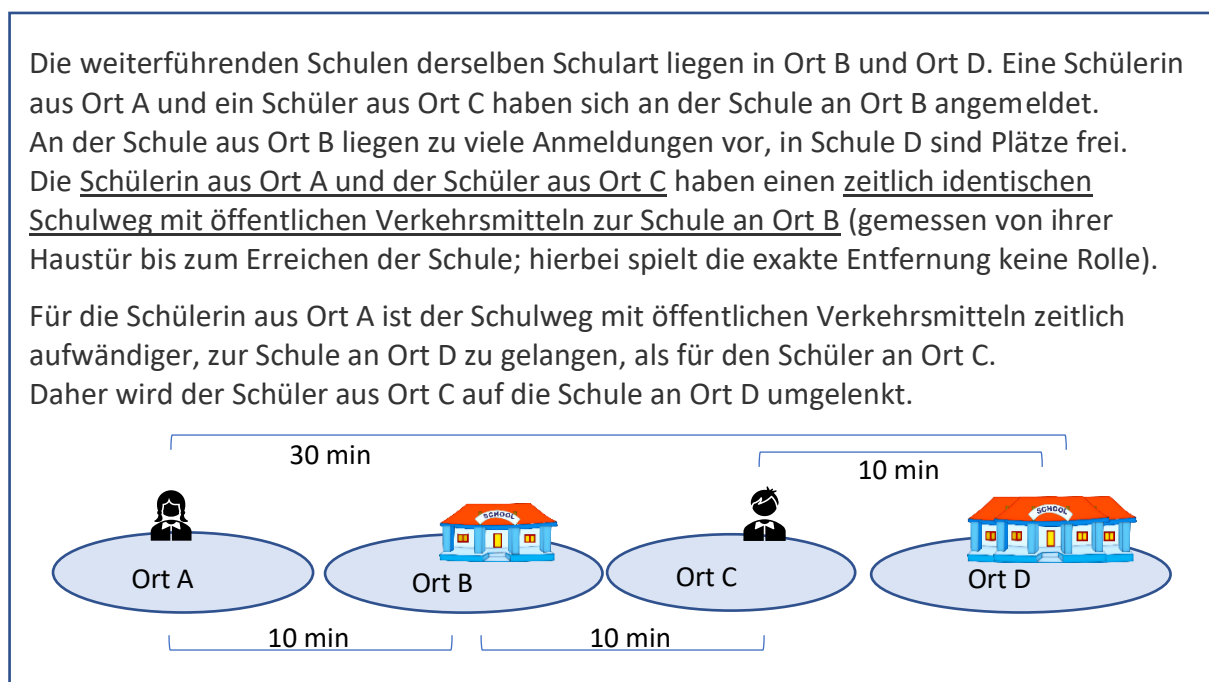 Die weiterführenden Schulen derselben Schulart liegen in Ort B und Ort D. Eine Schülerin
aus Ort A und ein Schüler aus Ort C haben sich an der Schule an Ort B angemeldet.
An der Schule aus Ort B liegen zu viele Anmeldungen vor, in Schule D sind Plätze frei.
Die Schülerin aus Ort A und der Schüler aus Ort C haben einen zeitlich identischen
Schulweg mit öffentlichen Verkehrsmitteln zur Schule an Ort B (gemessen von ihrer
Haustür bis zum Erreichen der Schule; hierbei spielt die exakte Entfernung keine Rolle).
Für die Schülerin aus Ort A ist der Schulweg mit öffentlichen Verkehrsmitteln zeitlich
aufwändiger, zur Schule an Ort D zu gelangen, als für den Schüler an Ort C.
Daher wird der Schüler aus Ort C auf die Schule an Ort D umgelenkt.
30 min
10 min
SCHOOL
SCHOOL
Ort A
Ort B
Ort C
Ort D
10 min
10 min